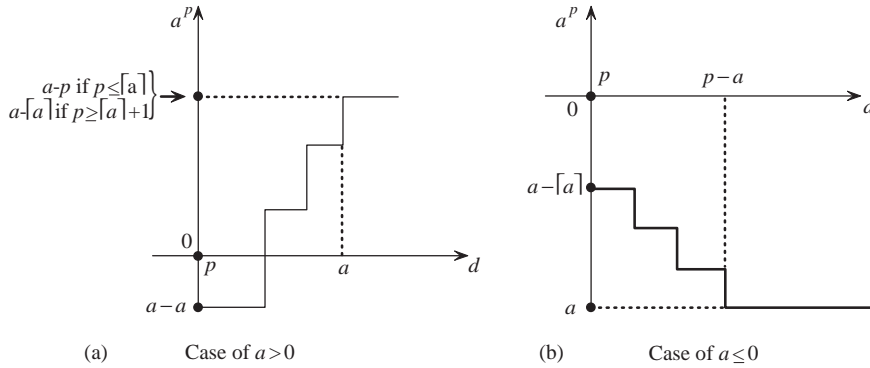 a^p
a-p if p≤⌈a⌉
a-⌈a⌉ if p≥⌈a⌉+1
0
p
a
d
a−a
(a) Case of a>0
a^p
p
p−a
0
d
a−⌈a⌉
a
(b) Case of a≤0